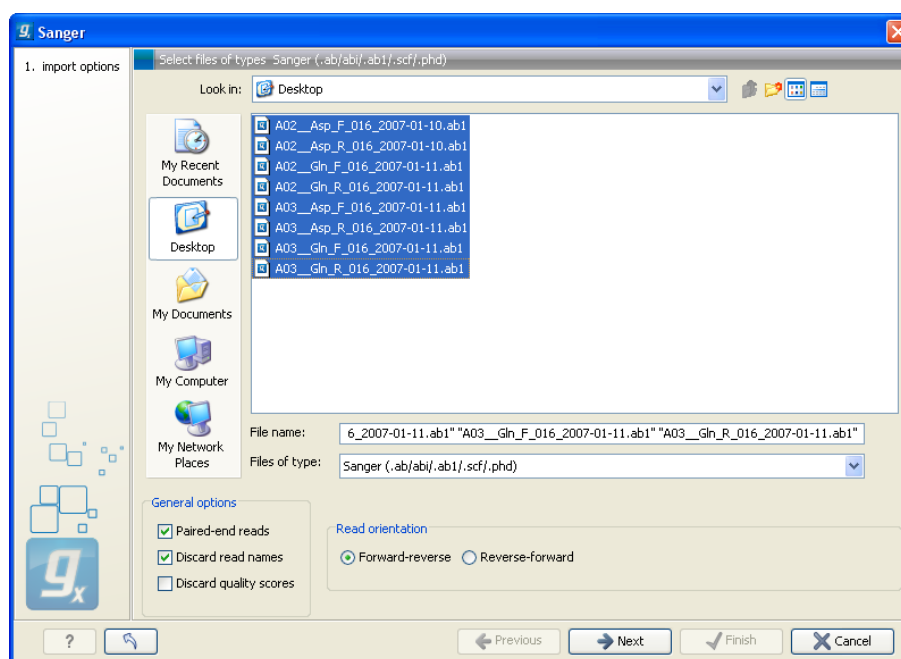 Sanger
1. import options
Select files of types Sanger (.ab/abi/.ab1/.scf/.phd)
Look in: Desktop
My Recent Documents
Desktop
My Documents
My Computer
My Network Places
A02__Asp_F_016_2007-01-10.ab1
A02__Asp_R_016_2007-01-10.ab1
A02__Gln_F_016_2007-01-11.ab1
A02__Gln_R_016_2007-01-11.ab1
A03__Asp_F_016_2007-01-11.ab1
A03__Asp_R_016_2007-01-11.ab1
A03__Gln_F_016_2007-01-11.ab1
A03__Gln_R_016_2007-01-11.ab1
File name: 6_2007-01-11.ab1" "A03__Gln_F_016_2007-01-11.ab1" "A03__Gln_R_016_2007-01-11.ab1"
Files of type: Sanger (.ab/abi/.ab1/.scf/.phd)
General options
Paired-end reads
Discard read names
Discard quality scores
Read orientation
Forward-reverse Reverse-forward
gx
? Previous Next Finish Cancel